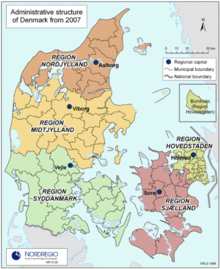 Administrative structure
of Denmark from 2007
Regional capital
Municipal boundary
National boundary
REGION
NORDJYLLAND
Aalborg
Viborg
REGION
MIDTJYLLAND
Bornholm
(Region
Hovedstaden)
REGION
HOVEDSTADEN
Hillerød
Vejle
REGION
SYDDANMARK
Sorø
REGION
SJÆLLAND
NORDREGIO